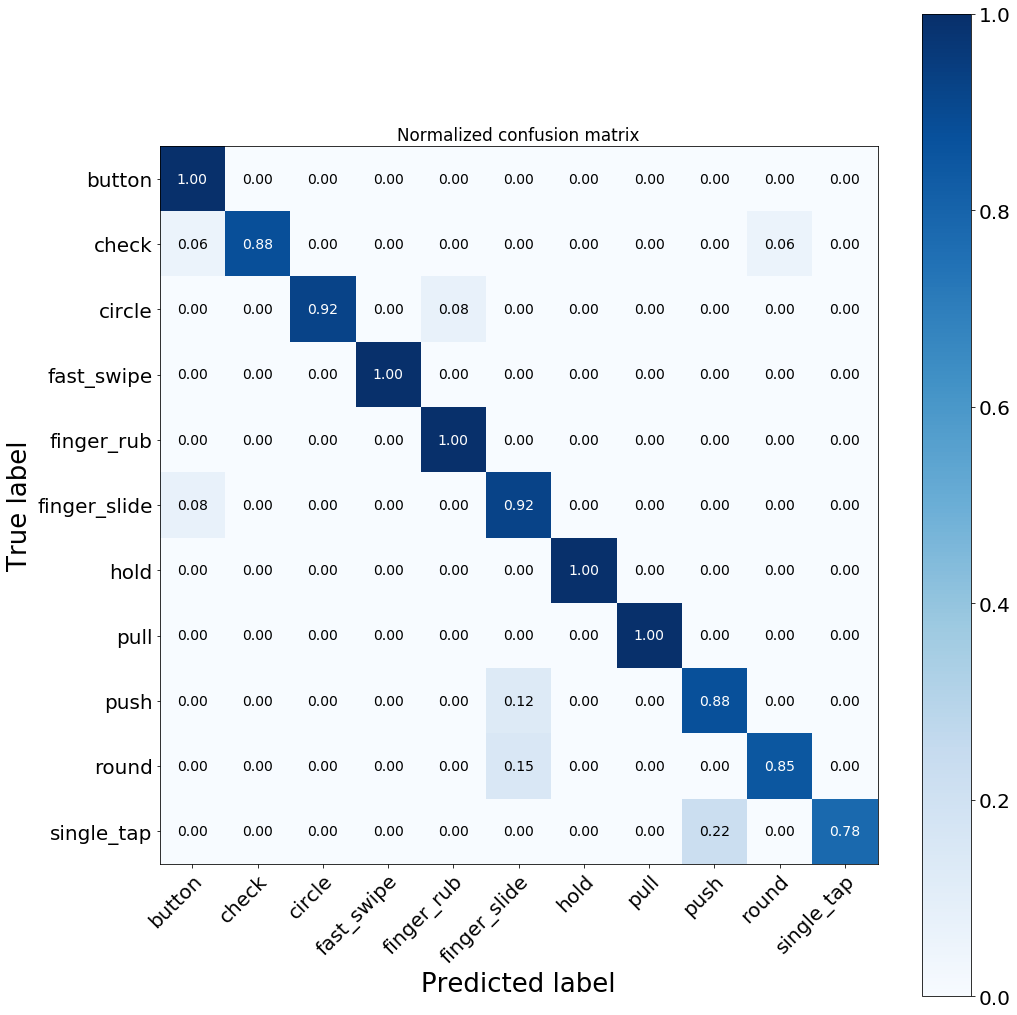 Normalized confusion matrix
button 1.00 0.00 0.00 0.00 0.00 0.00 0.00 0.00 0.00 0.00 0.00
check 0.06 0.88 0.00 0.00 0.00 0.00 0.00 0.00 0.00 0.06 0.00
circle 0.00 0.00 0.92 0.00 0.08 0.00 0.00 0.00 0.00 0.00 0.00
fast_swipe 0.00 0.00 0.00 1.00 0.00 0.00 0.00 0.00 0.00 0.00 0.00
finger_rub 0.00 0.00 0.00 0.00 1.00 0.00 0.00 0.00 0.00 0.00 0.00
finger_slide 0.08 0.00 0.00 0.00 0.00 0.92 0.00 0.00 0.00 0.00 0.00
hold 0.00 0.00 0.00 0.00 0.00 0.00 1.00 0.00 0.00 0.00 0.00
pull 0.00 0.00 0.00 0.00 0.00 0.00 0.00 1.00 0.00 0.00 0.00
push 0.00 0.00 0.00 0.00 0.00 0.12 0.00 0.00 0.88 0.00 0.00
round 0.00 0.00 0.00 0.00 0.00 0.15 0.00 0.00 0.00 0.85 0.00
single_tap 0.00 0.00 0.00 0.00 0.00 0.00 0.00 0.00 0.22 0.00 0.78
True label
button check circle fast_swipe finger_rub finger_slide hold pull push round single_tap
Predicted label
1.0
0.8
0.6
0.4
0.2
0.0